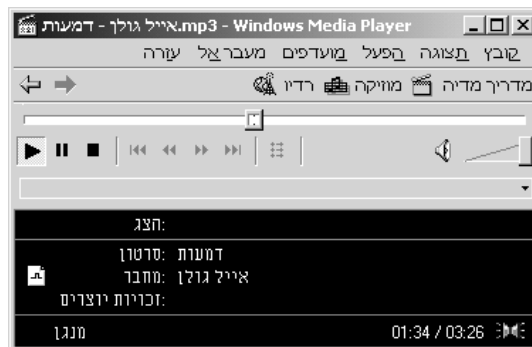 אייל גולן - דמעות.mp3 - Windows Media Player
קובץ תצוגה הפעל מועדפים מעבר אל עזרה
מדריך מדיה מוזיקה רדיו
הצג:
סרטון: דמעות
מחבר: אייל גולן
זכויות יוצרים:
מנגן 01:34 / 03:26